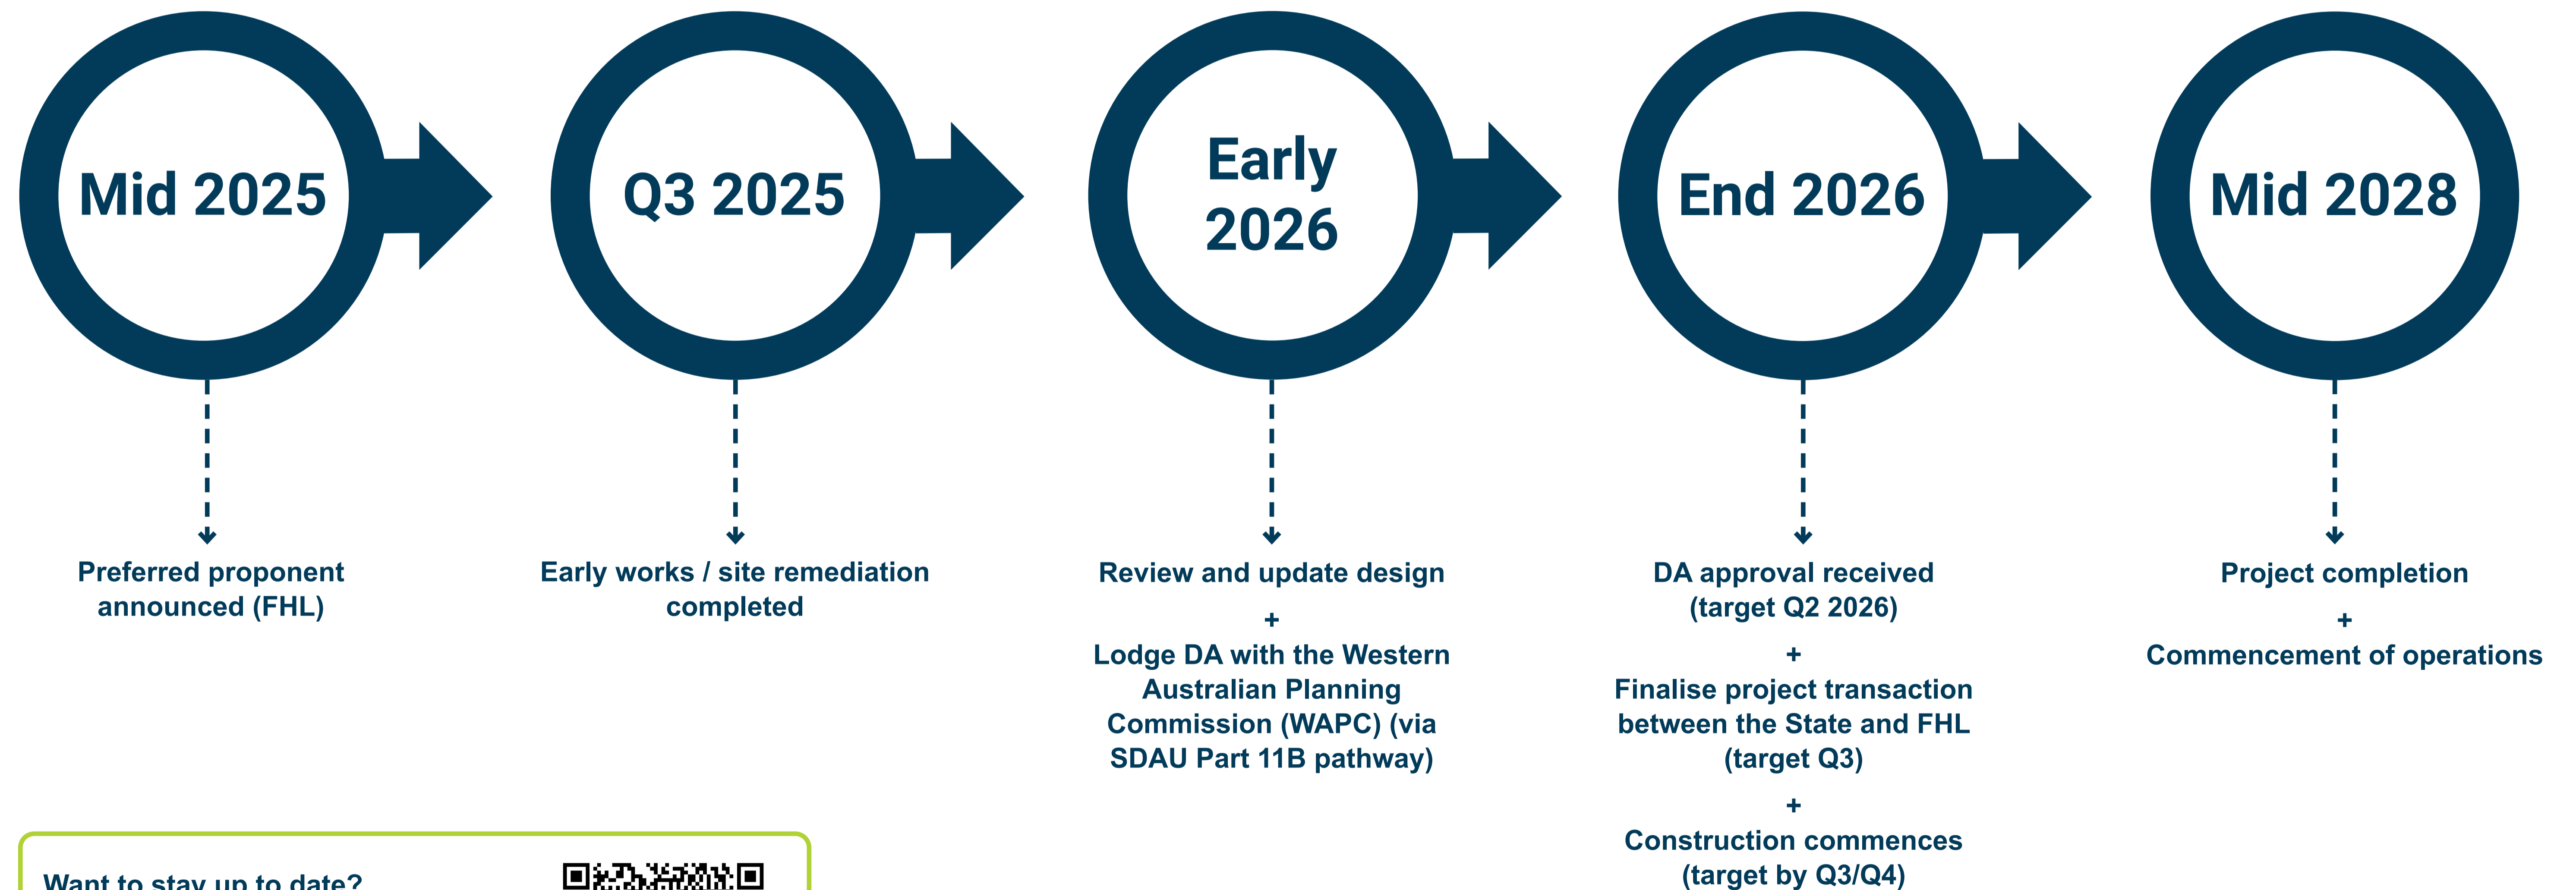 Mid 2025
Q3 2025
Early
2026
End 2026
Mid 2028
Preferred proponent
announced (FHL)
Early works / site remediation
completed
Review and update design
+
Lodge DA with the Western
Australian Planning
Commission (WAPC) (via
SDAU Part 11B pathway)
DA approval received
(target Q2 2026)
+
Finalise project transaction
between the State and FHL
(target Q3)
+
Construction commences
(target by Q3/Q4)
Project completion
+
Commencement of operations
Want to stay up to date?